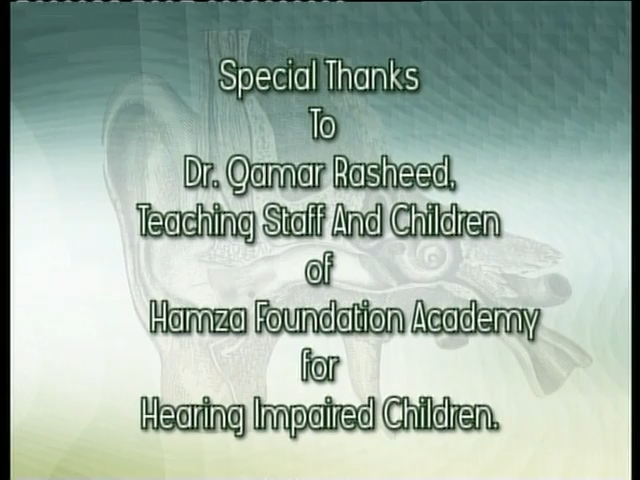 Special Thanks
To
Dr. Qamar Rasheed,
Teaching Staff And Children
of
Hamza Foundation Academy
for
Hearing Impaired Children.